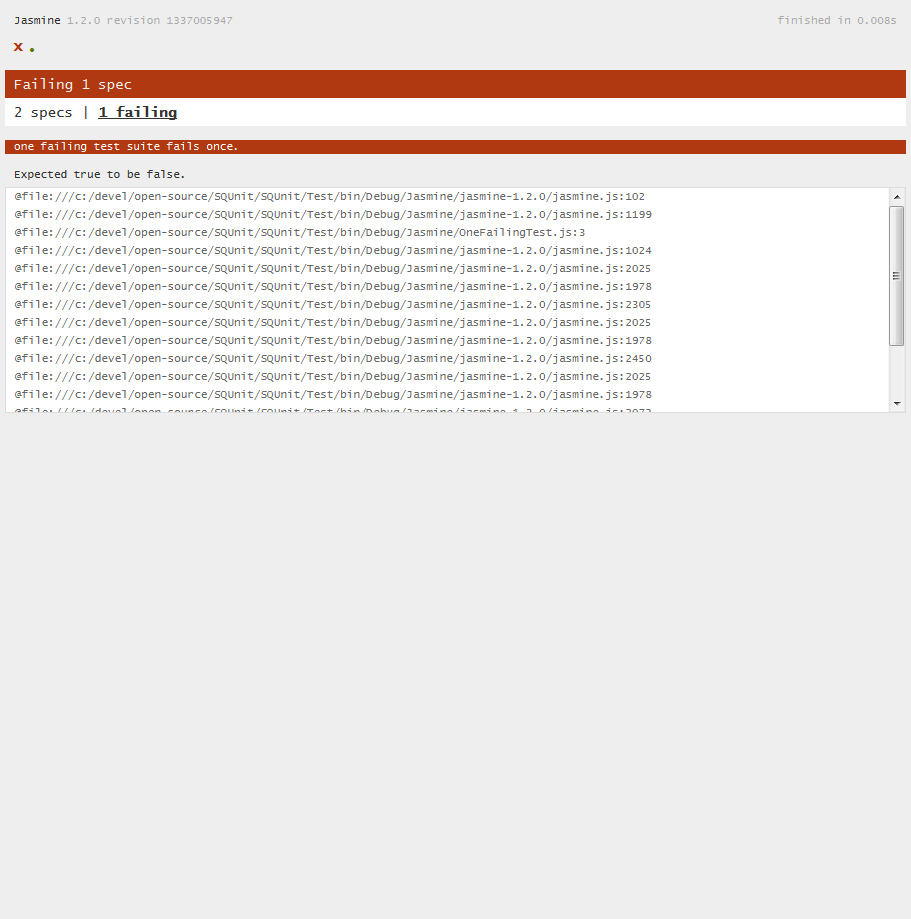 Jasmine 1.2.0 revision 1337005947 finished in 0.008s
x .
Failing 1 spec
2 specs | 1 failing
one failing test suite fails once.
Expected true to be false.
@file:///c:/devel/open-source/SQUnit/SQUnit/Test/bin/Debug/Jasmine/jasmine-1.2.0/jasmine.js:102
@file:///c:/devel/open-source/SQUnit/SQUnit/Test/bin/Debug/Jasmine/jasmine-1.2.0/jasmine.js:1199
@file:///c:/devel/open-source/SQUnit/SQUnit/Test/bin/Debug/Jasmine/OneFailingTest.js:3
@file:///c:/devel/open-source/SQUnit/SQUnit/Test/bin/Debug/Jasmine/jasmine-1.2.0/jasmine.js:1024
@file:///c:/devel/open-source/SQUnit/SQUnit/Test/bin/Debug/Jasmine/jasmine-1.2.0/jasmine.js:2025
@file:///c:/devel/open-source/SQUnit/SQUnit/Test/bin/Debug/Jasmine/jasmine-1.2.0/jasmine.js:1978
@file:///c:/devel/open-source/SQUnit/SQUnit/Test/bin/Debug/Jasmine/jasmine-1.2.0/jasmine.js:2305
@file:///c:/devel/open-source/SQUnit/SQUnit/Test/bin/Debug/Jasmine/jasmine-1.2.0/jasmine.js:2025
@file:///c:/devel/open-source/SQUnit/SQUnit/Test/bin/Debug/Jasmine/jasmine-1.2.0/jasmine.js:1978
@file:///c:/devel/open-source/SQUnit/SQUnit/Test/bin/Debug/Jasmine/jasmine-1.2.0/jasmine.js:2450
@file:///c:/devel/open-source/SQUnit/SQUnit/Test/bin/Debug/Jasmine/jasmine-1.2.0/jasmine.js:2025
@file:///c:/devel/open-source/SQUnit/SQUnit/Test/bin/Debug/Jasmine/jasmine-1.2.0/jasmine.js:1978